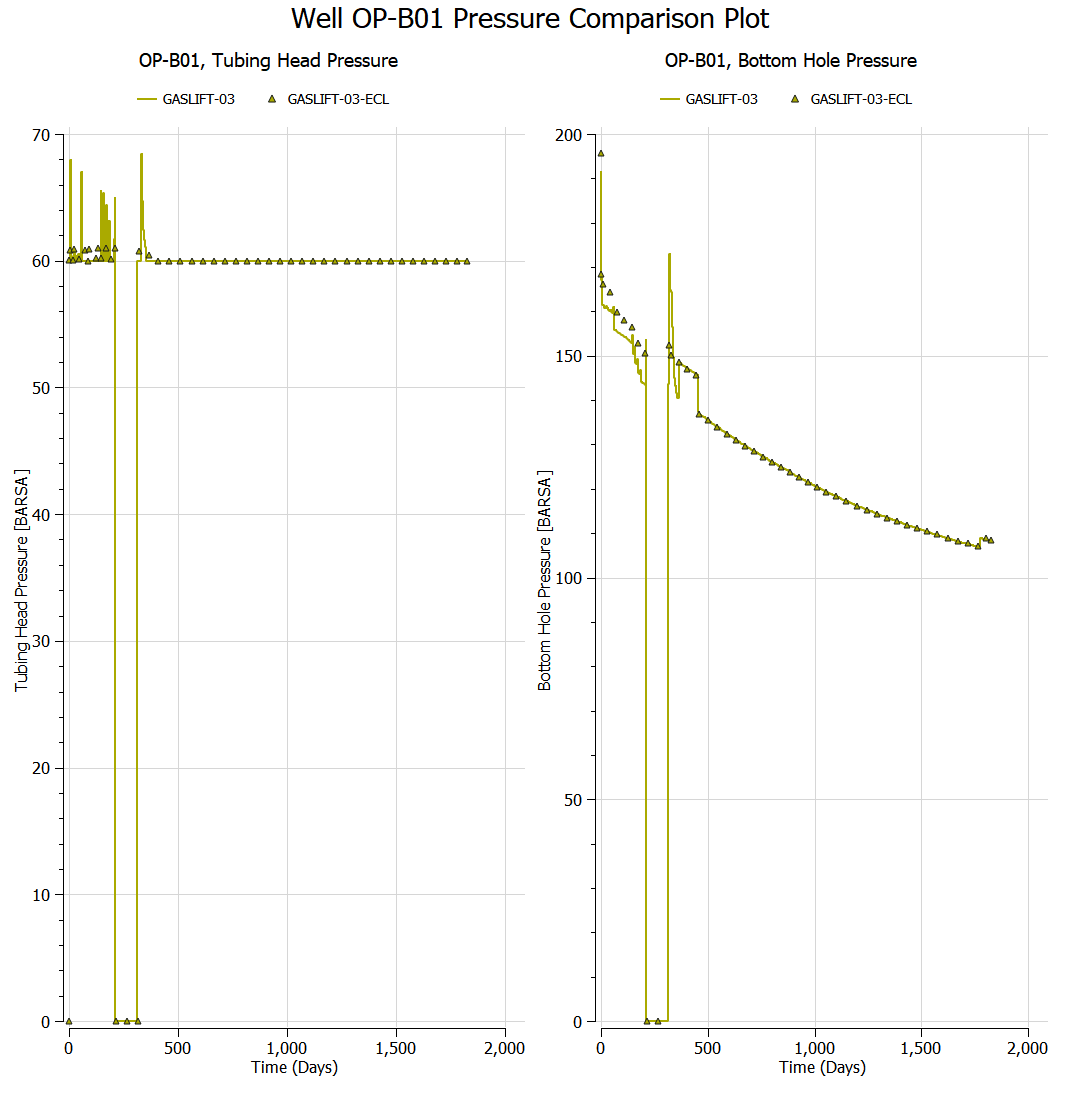 Well OP-B01 Pressure Comparison Plot
OP-B01, Tubing Head Pressure
GASLIFT-03 GASLIFT-03-ECL
70
60
50
40
30
20
10
0
Tubing Head Pressure [BARSA]
0 500 1,000 1,500 2,000
Time (Days)
OP-B01, Bottom Hole Pressure
GASLIFT-03 GASLIFT-03-ECL
200
150
100
50
0
Bottom Hole Pressure [BARSA]
0 500 1,000 1,500 2,000
Time (Days)